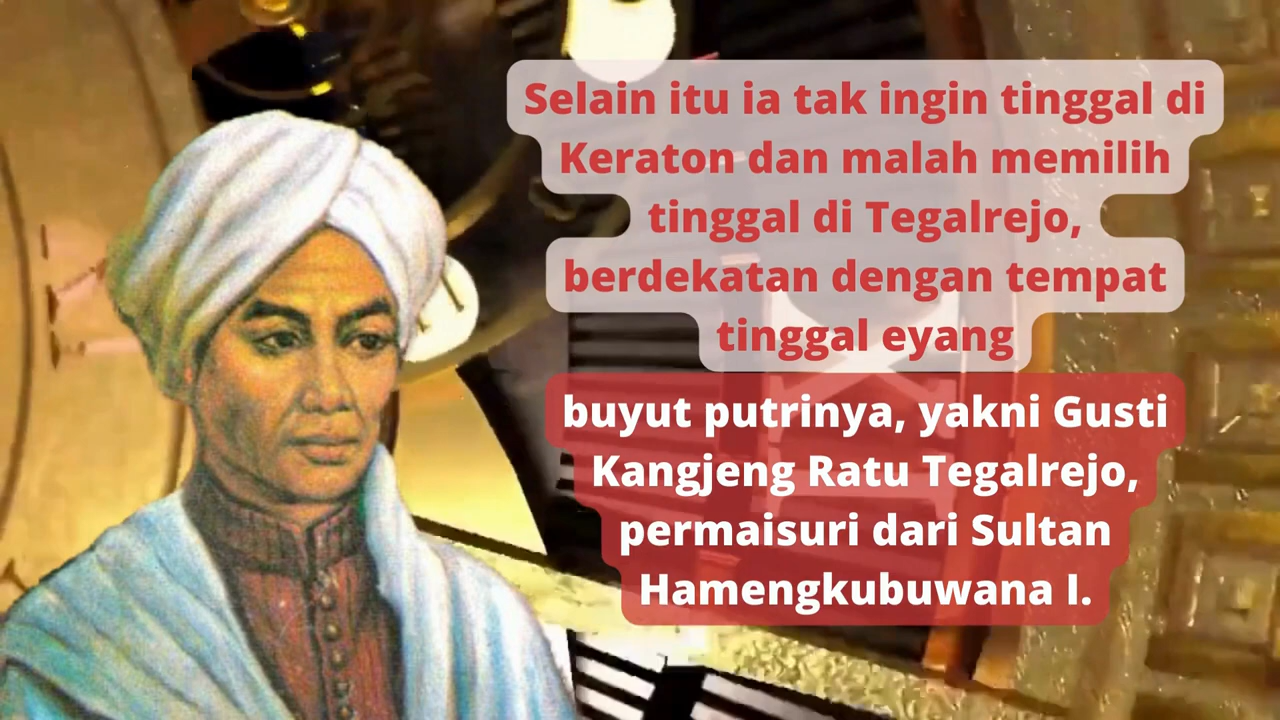 Selain itu ia tak ingin tinggal di
Keraton dan malah memilih
tinggal di Tegalrejo,
berdekatan dengan tempat
tinggal eyang
buyut putrinya, yakni Gusti
Kangjeng Ratu Tegalrejo,
permaisuri dari Sultan
Hamengkubuwana I.